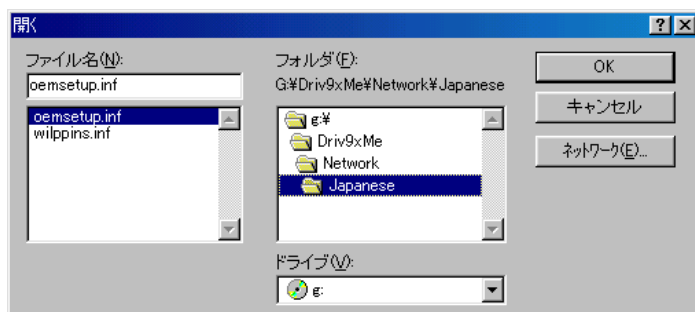 開く
ファイル名(N):
oemsetup.inf
oemsetup.inf
wilppins.inf
フォルダ(F):
G:¥Driv9xMe¥Network¥Japanese
g:¥
Driv9xMe
Network
Japanese
ドライブ(V):
g:
OK
キャンセル
ネットワーク(E)...